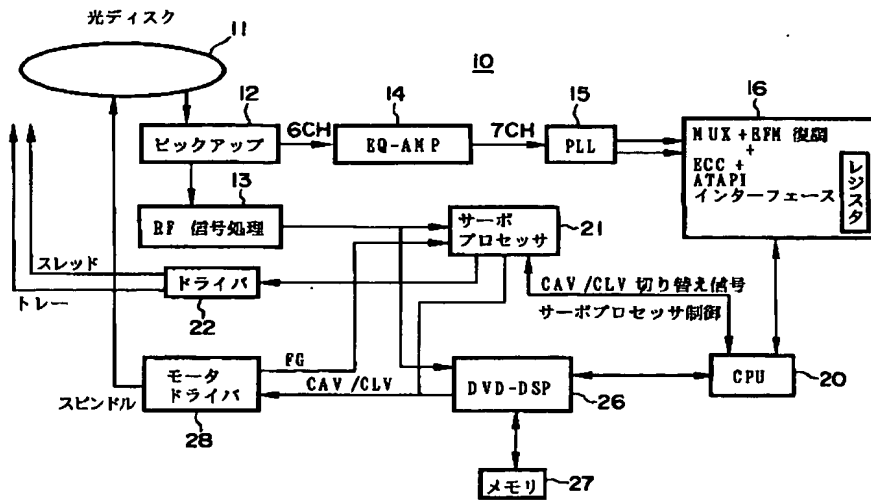 光ディスク
11
10
12
ピックアップ
6CH
14
EQ-AMP
7CH
15
PLL
16
MUX+EFM 復調
+
ECC +
ATAPI
インターフェース
レジスタ
13
RF 信号処理
サーボ
プロセッサ
21
スレッド
トレー
ドライバ
22
CAV/CLV 切り替え信号
サーボプロセッサ制御
FG
CAV/CLV
モータ
ドライバ
28
スピンドル
DVD-DSP
26
CPU
20
メモリ
27